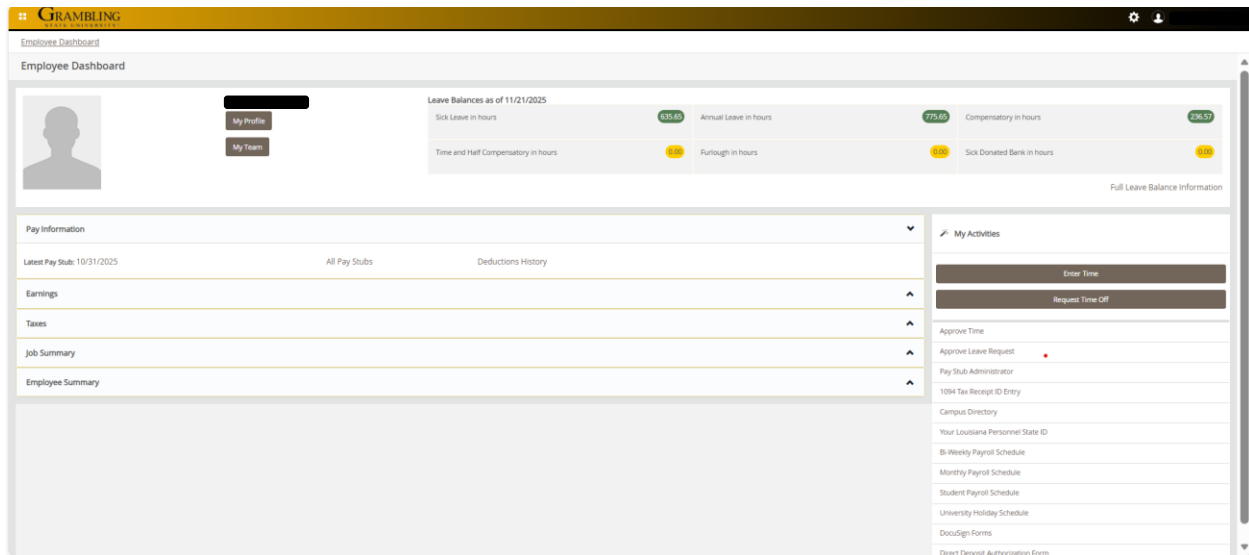 GRAMBLING
STATE UNIVERSITY
Employee Dashboard
Employee Dashboard
My Profile
My Team
Leave Balances as of 11/21/2025
Sick Leave in hours 635.65 Annual Leave in hours 775.65 Compensatory in hours 236.57
Time and Half Compensatory in hours 0.00 Furlough in hours 0.00 Sick Donated Bank in hours 0.00
Full Leave Balance Information
Pay Information
Latest Pay Stub: 10/31/2025 All Pay Stubs Deductions History
Earnings
Taxes
Job Summary
Employee Summary
My Activities
Enter Time
Request Time Off
Approve Time
Approve Leave Request
Pay Stub Administrator
1094 Tax Receipt ID Entry
Campus Directory
Your Louisiana Personnel State ID
Bi-Weekly Payroll Schedule
Monthly Payroll Schedule
Student Payroll Schedule
University Holiday Schedule
DocuSign Forms
Direct Deposit Authorization Form